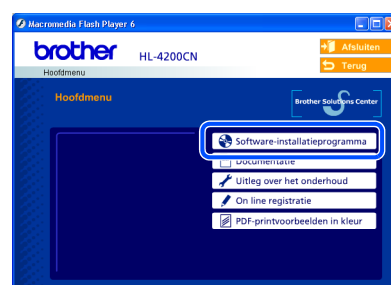 Macromedia Flash Player 6
brother
HL-4200CN
Afsluiten
Terug
Hoofdmenu
Hoofdmenu
Brother Solutions Center
Software-installatieprogramma
Documentatie
Uitleg over het onderhoud
On line registratie
PDF-printvoorbeelden in kleur